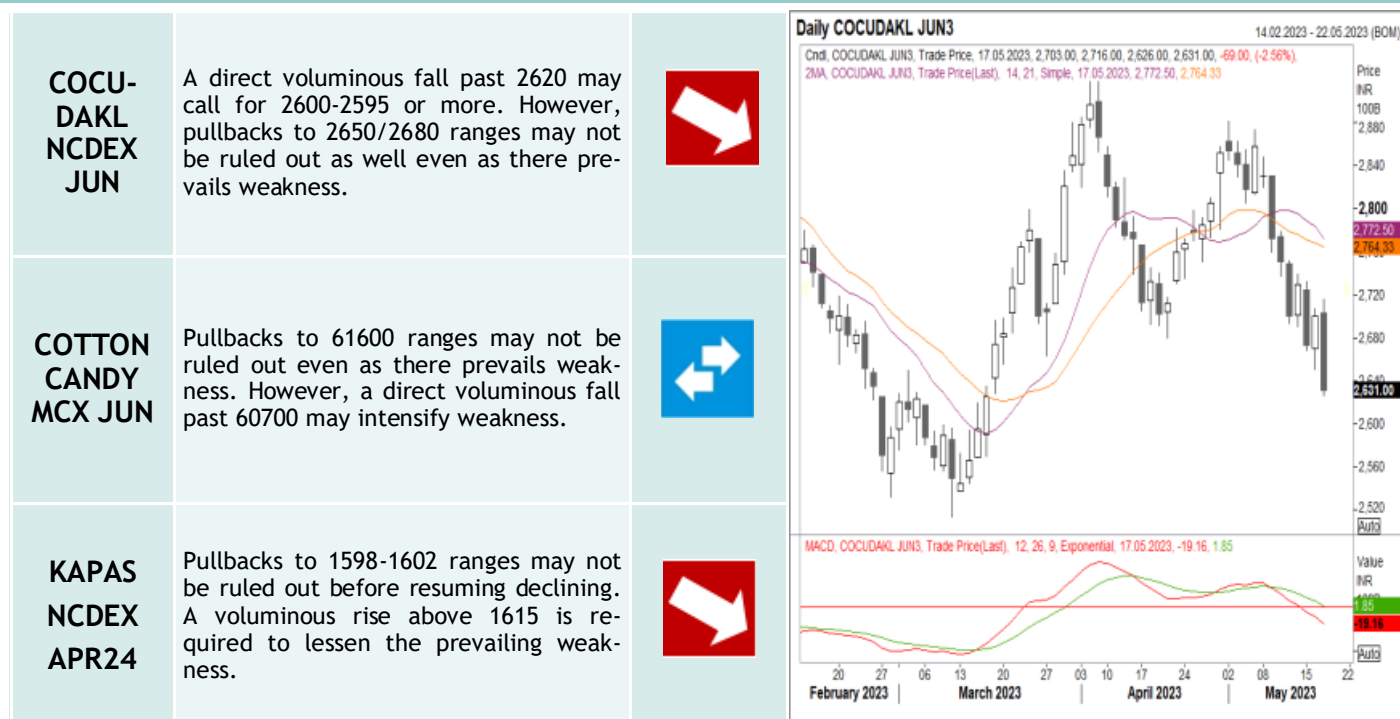 COCU-
DAKL
NCDEX
JUN
A direct voluminous fall past 2620 may
call for 2600-2595 or more. However,
pullbacks to 2650/2680 ranges may not
be ruled out as well even as there pre-
vails weakness.
COTTON
CANDY
MCX JUN
Pullbacks to 61600 ranges may not be
ruled out even as there prevails weak-
ness. However, a direct voluminous fall
past 60700 may intensify weakness.
KAPAS
NCDEX
APR24
Pullbacks to 1598-1602 ranges may not
be ruled out before resuming declining.
A voluminous rise above 1615 is re-
quired to lessen the prevailing weak-
ness.
Daily COCUDAKL JUN3
14.02.2023 - 22.05.2023 (BOM)
Cndl, COCUDAKL JUN3, Trade Price, 17.05.2023, 2,703.00, 2,716.00, 2,626.00, 2,631.00, -69.00, (-2.56%),
2MA, COCUDAKL JUN3, Trade Price(Last), 14, 21, Simple, 17.05.2023, 2,772.50, 2,764.33
Price
INR
100B
2,880
2,840
2,800
2,772.50
2,764.33
2,720
2,680
2,640
2,631.00
2,600
2,560
2,520
Auto
MACD, COCUDAKL JUN3, Trade Price(Last), 12, 26, 9, Exponential, 17.05.2023, -19.16, 1.85
Value
INR
1.85
-19.16
Auto
20 27 06 13 20 27 03 10 17 24 02 08 15 22
February 2023 March 2023 April 2023 May 2023